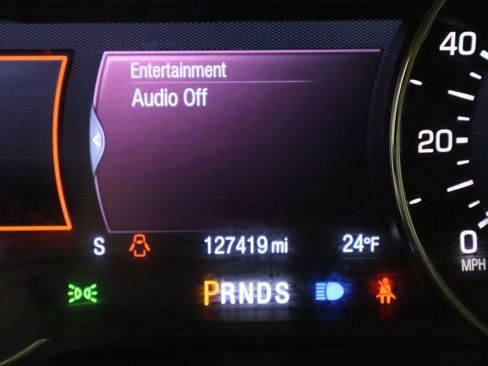 Entertainment
Audio Off
40
20
0
MPH
S 127419 mi 24°F
PRNDS